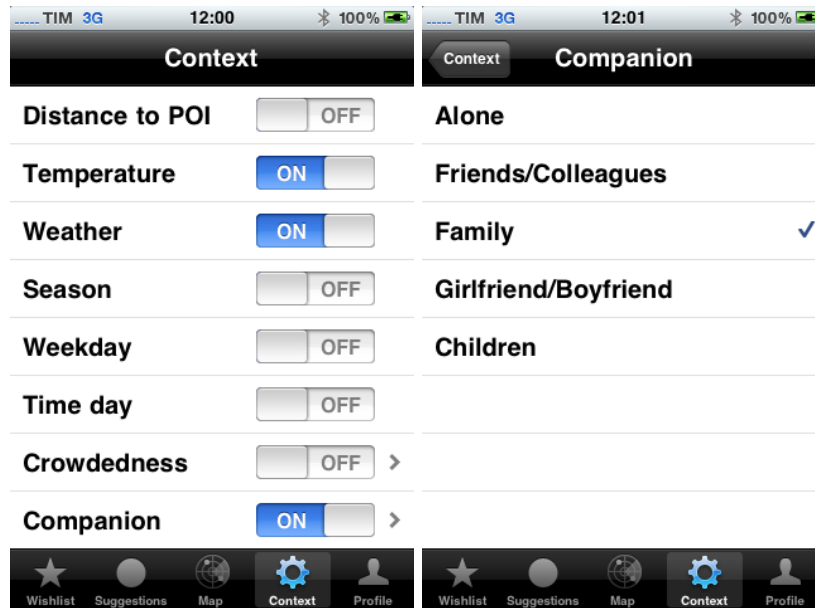 ..... TIM 3G 12:00 100%
Context
Distance to POI OFF
Temperature ON
Weather ON
Season OFF
Weekday OFF
Time day OFF
Crowdedness OFF >
Companion ON >
Wishlist Suggestions Map Context Profile
..... TIM 3G 12:01 100%
Context Companion
Alone
Friends/Colleagues
Family ✓
Girlfriend/Boyfriend
Children
Wishlist Suggestions Map Context Profile